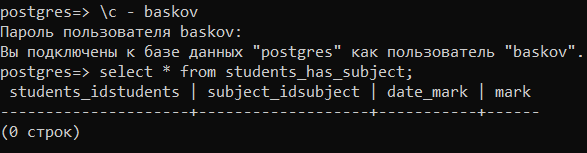 postgres=> \c - baskov
Пароль пользователя baskov:
Вы подключены к базе данных "postgres" как пользователь "baskov".
postgres=> select * from students_has_subject;
 students_idstudents | subject_idsubject | date_mark | mark
---------------------+-------------------+-----------+------
(0 строк)